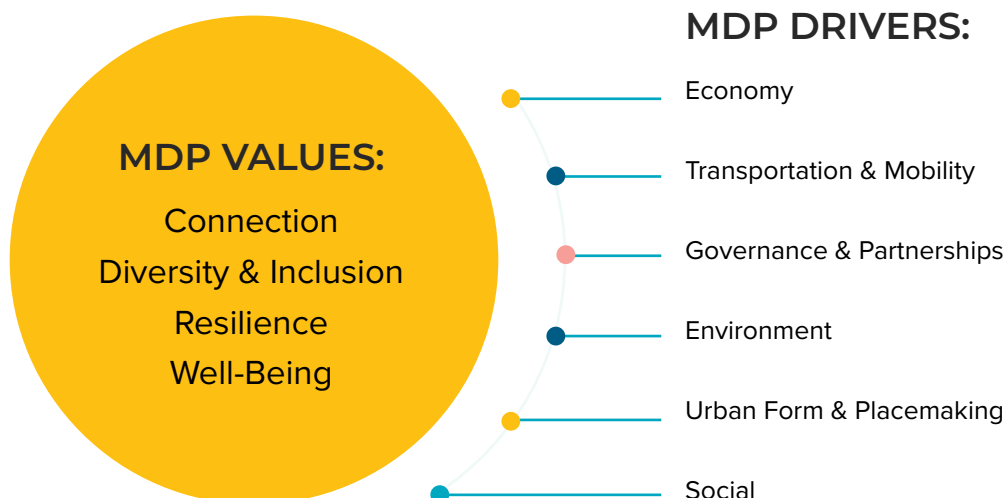 MDP VALUES:
Connection
Diversity & Inclusion
Resilience
Well-Being
MDP DRIVERS:
Economy
Transportation & Mobility
Governance & Partnerships
Environment
Urban Form & Placemaking
Social